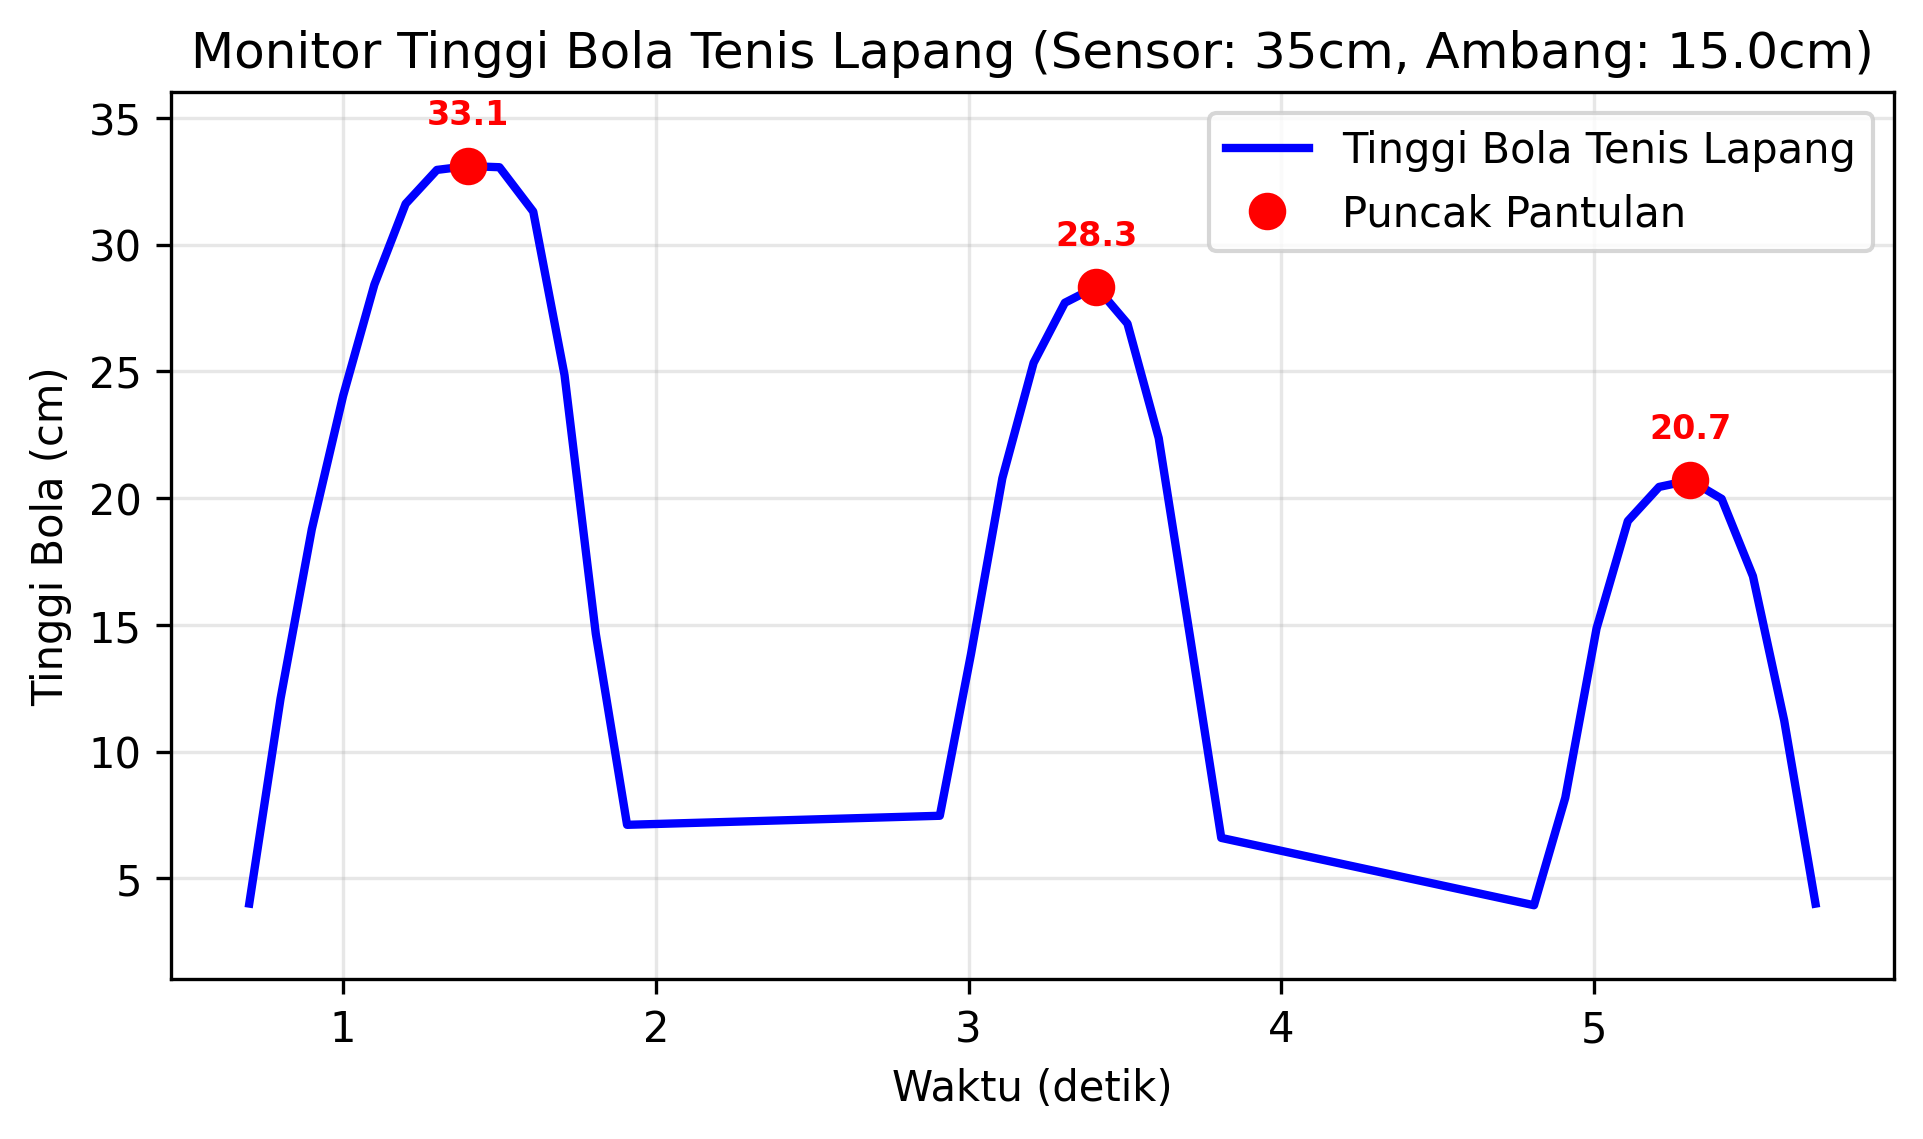 Monitor Tinggi Bola Tenis Lapang (Sensor: 35cm, Ambang: 15.0cm)
Tinggi Bola Tenis Lapang
Puncak Pantulan
33.1
28.3
20.7
35
30
25
20
15
10
5
Tinggi Bola (cm)
1 2 3 4 5
Waktu (detik)